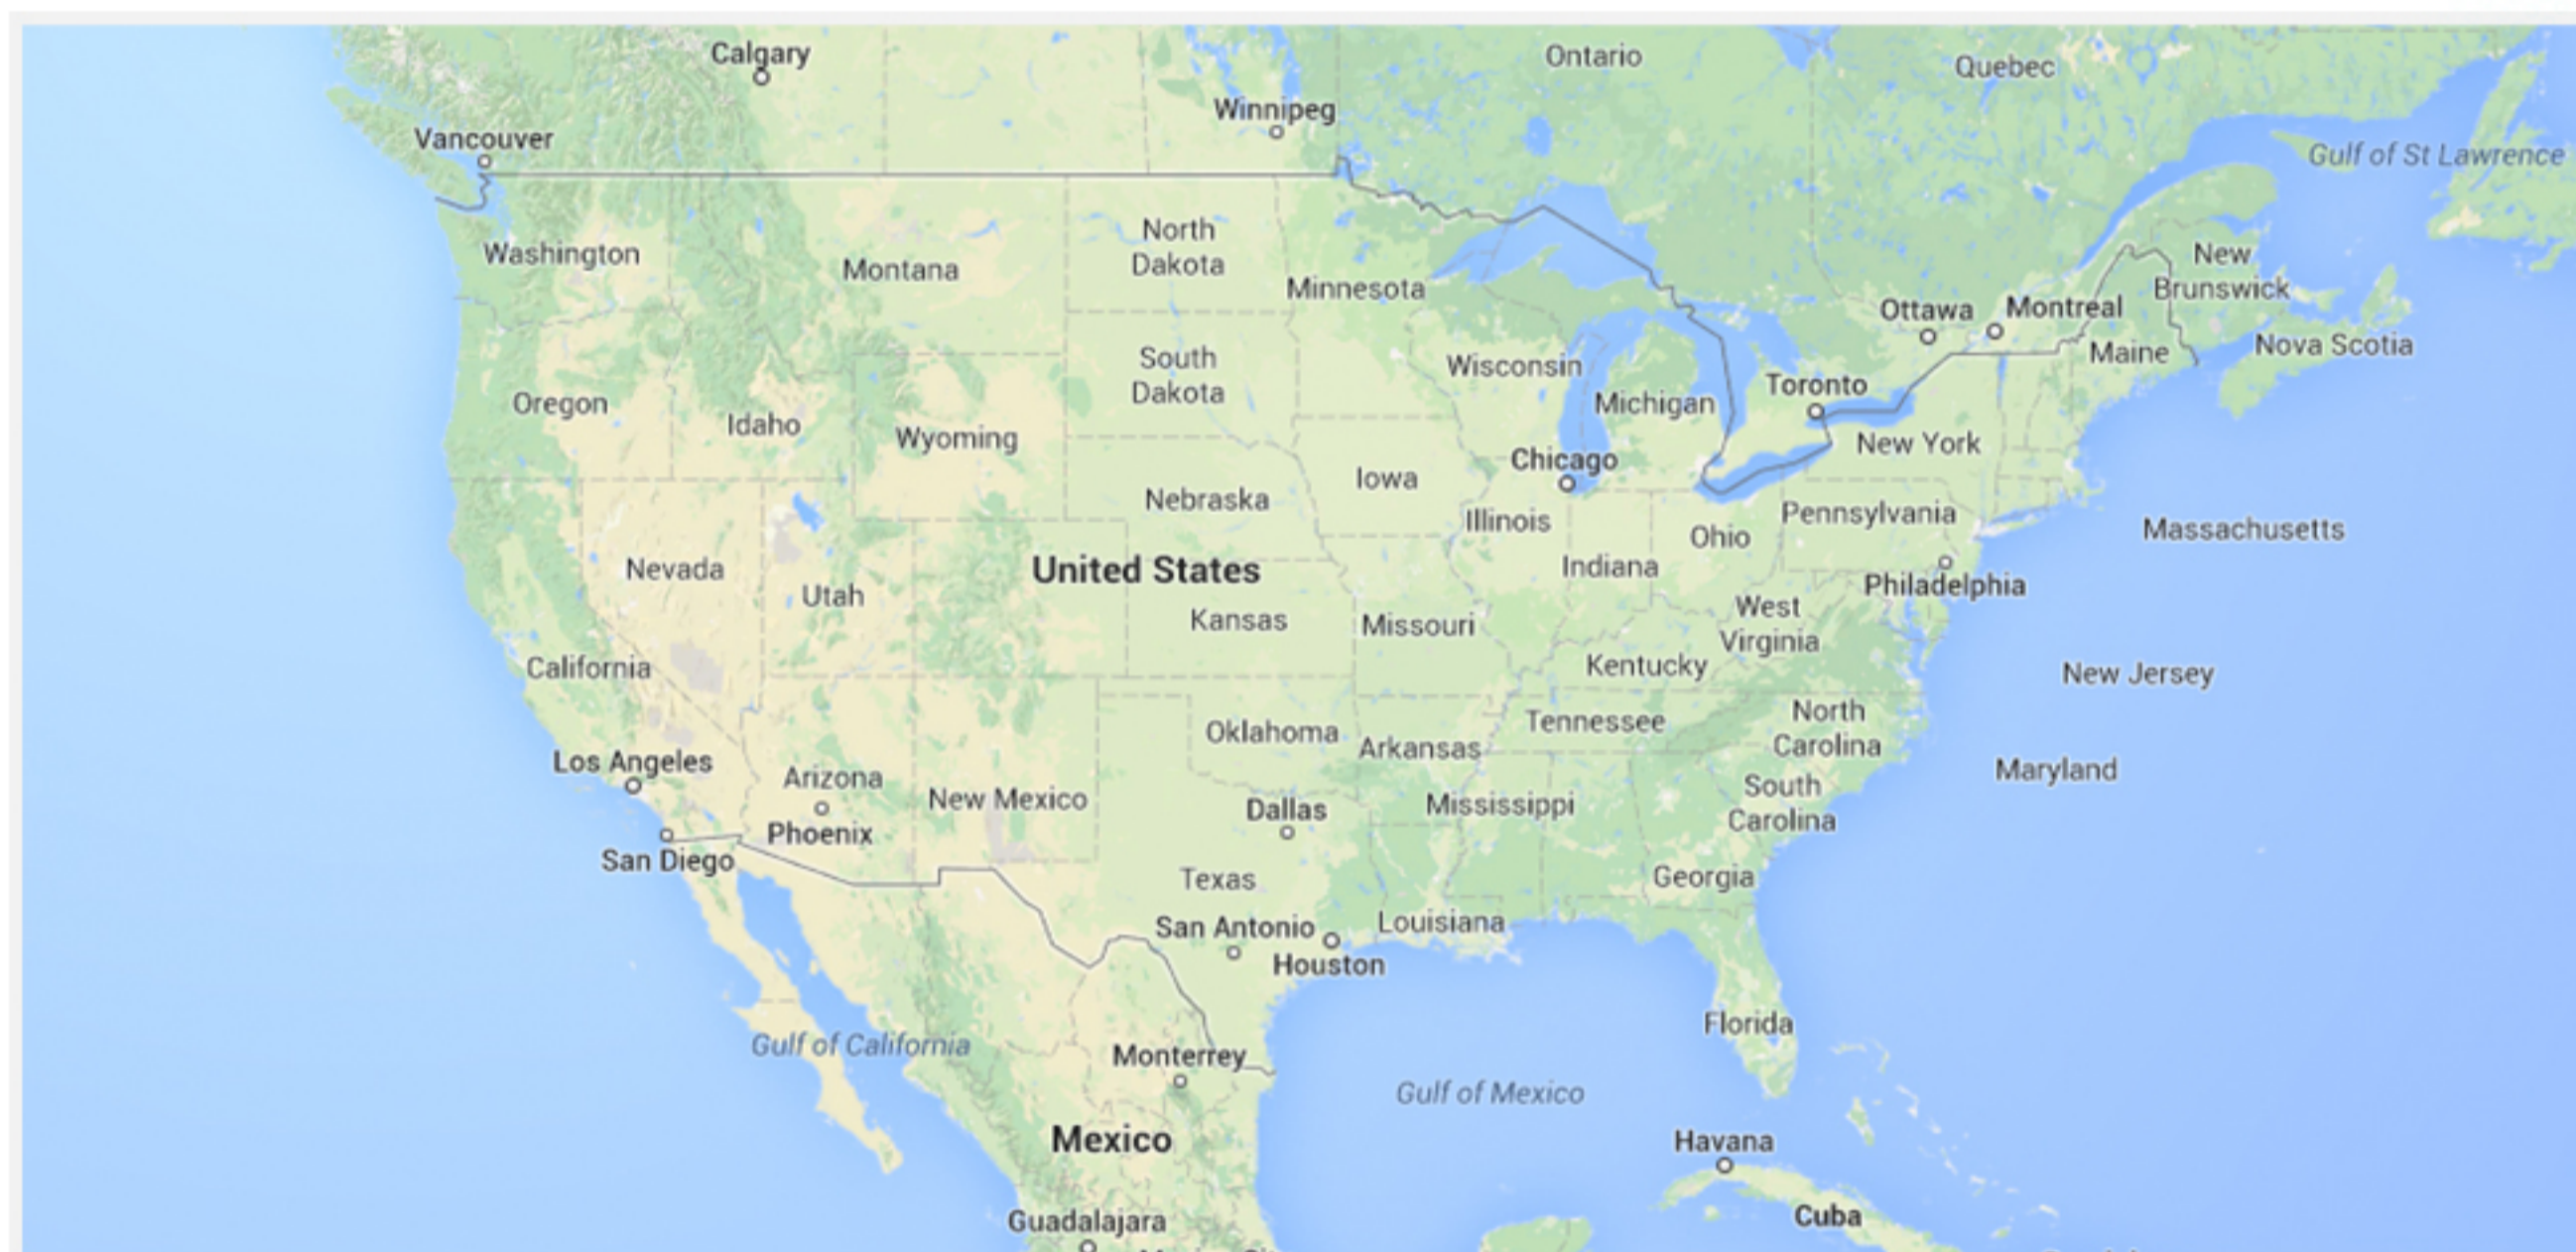 Calgary
Ontario
Quebec
Winnipeg
Vancouver
Gulf of St Lawrence
Washington
Montana
North
Dakota
Minnesota
New
Brunswick
Ottawa
Montreal
Nova Scotia
Maine
South
Dakota
Wisconsin
Michigan
Toronto
Oregon
Idaho
Wyoming
New York
Chicago
Iowa
Nebraska
Illinois
Pennsylvania
Ohio
Massachusetts
Nevada
United States
Indiana
Philadelphia
Utah
Kansas
Missouri
West
Virginia
California
Kentucky
New Jersey
Oklahoma
Arkansas
Tennessee
North
Carolina
Los Angeles
Arizona
New Mexico
Maryland
Dallas
Mississippi
South
Carolina
Phoenix
San Diego
Texas
Georgia
San Antonio
Louisiana
Houston
Florida
Gulf of California
Monterrey
Gulf of Mexico
Mexico
Havana
Guadalajara
Cuba